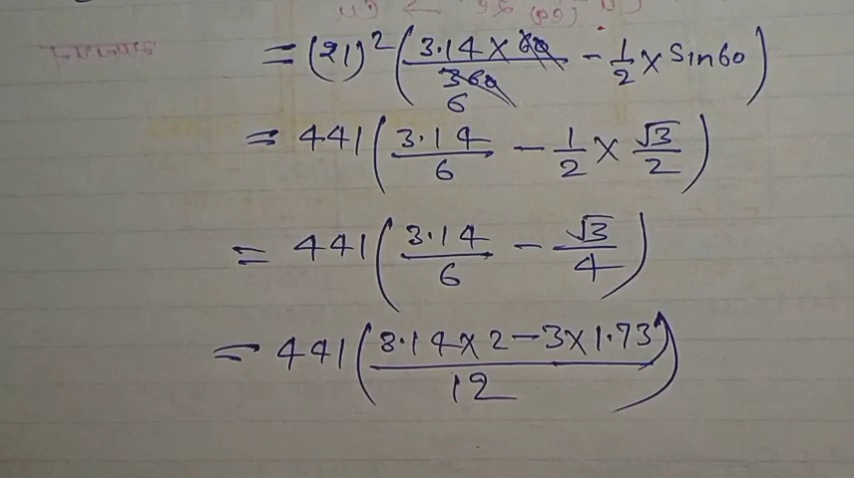 = (21)² (3.14 × 60 / 360 6 - 1/2 × Sin60)
= 441 (3.14 / 6 - 1/2 × √3 / 2)
= 441 (3.14 / 6 - √3 / 4)
= 441 (3.14 × 2 - 3 × 1.73 / 12)